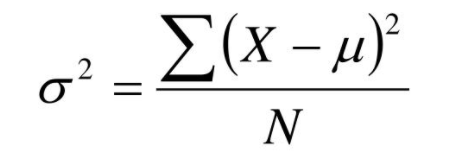 σ² = ∑(X − μ)² / N